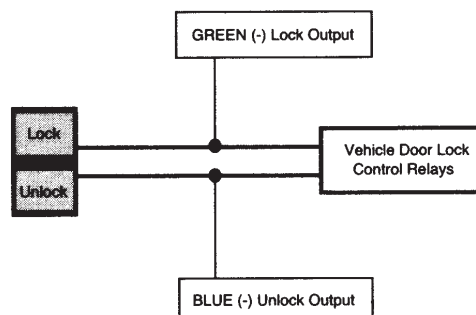 GREEN (-) Lock Output
Lock
Unlock
Vehicle Door Lock
Control Relays
BLUE (-) Unlock Output